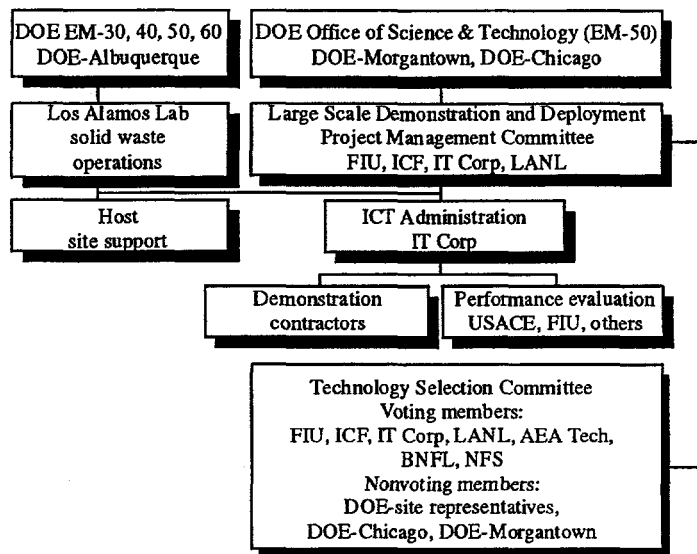 DOE EM-30, 40, 50, 60
DOE-Albuquerque
DOE Office of Science & Technology (EM-50)
DOE-Morgantown, DOE-Chicago
Los Alamos Lab
solid waste
operations
Large Scale Demonstration and Deployment
Project Management Committee
FIU, ICF, IT Corp, LANL
Host
site support
ICT Administration
IT Corp
Demonstration
contractors
Performance evaluation
USACE, FIU, others
Technology Selection Committee
Voting members:
FIU, ICF, IT Corp, LANL, AEA Tech,
BNFL, NFS
Nonvoting members:
DOE-site representatives,
DOE-Chicago, DOE-Morgantown